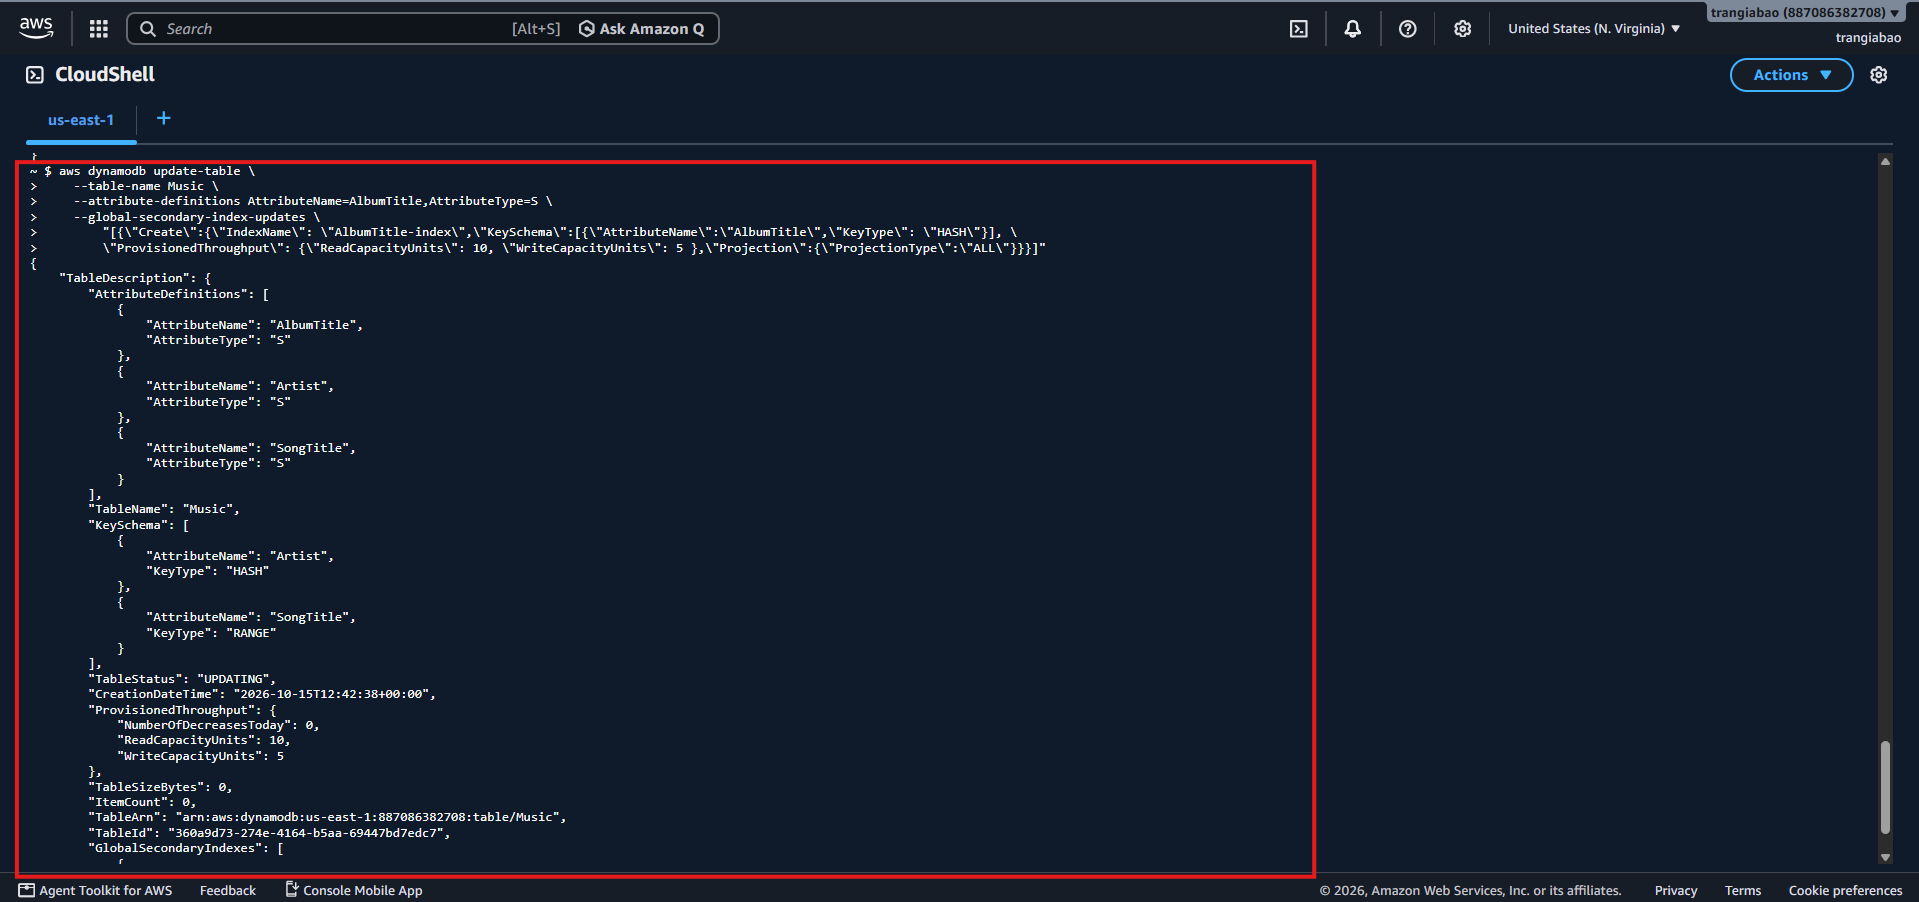 aws
Search [Alt+S] Ask Amazon Q
United States (N. Virginia) ▼
trangiabao (887086382708) ▼
trangiabao
CloudShell
Actions ▼
us-east-1 +
}
~ $ aws dynamodb update-table \
>     --table-name Music \
>     --attribute-definitions AttributeName=AlbumTitle,AttributeType=S \
>     --global-secondary-index-updates \
>         "[{\"Create\":{\"IndexName\": \"AlbumTitle-index\",\"KeySchema\":[{\"AttributeName\":\"AlbumTitle\",\"KeyType\": \"HASH\"}], \
>         \"ProvisionedThroughput\": {\"ReadCapacityUnits\": 10, \"WriteCapacityUnits\": 5 },\"Projection\":{\"ProjectionType\":\"ALL\"}}}]"
{
    "TableDescription": {
        "AttributeDefinitions": [
            {
                "AttributeName": "AlbumTitle",
                "AttributeType": "S"
            },
            {
                "AttributeName": "Artist",
                "AttributeType": "S"
            },
            {
                "AttributeName": "SongTitle",
                "AttributeType": "S"
            }
        ],
        "TableName": "Music",
        "KeySchema": [
            {
                "AttributeName": "Artist",
                "KeyType": "HASH"
            },
            {
                "AttributeName": "SongTitle",
                "KeyType": "RANGE"
            }
        ],
        "TableStatus": "UPDATING",
        "CreationDateTime": "2026-10-15T12:42:38+00:00",
        "ProvisionedThroughput": {
            "NumberOfDecreasesToday": 0,
            "ReadCapacityUnits": 10,
            "WriteCapacityUnits": 5
        },
        "TableSizeBytes": 0,
        "ItemCount": 0,
        "TableArn": "arn:aws:dynamodb:us-east-1:887086382708:table/Music",
        "TableId": "360a9d73-274e-4164-b5aa-69447bd7edc7",
        "GlobalSecondaryIndexes": [
            {
Agent Toolkit for AWS Feedback Console Mobile App © 2026, Amazon Web Services, Inc. or its affiliates. Privacy Terms Cookie preferences